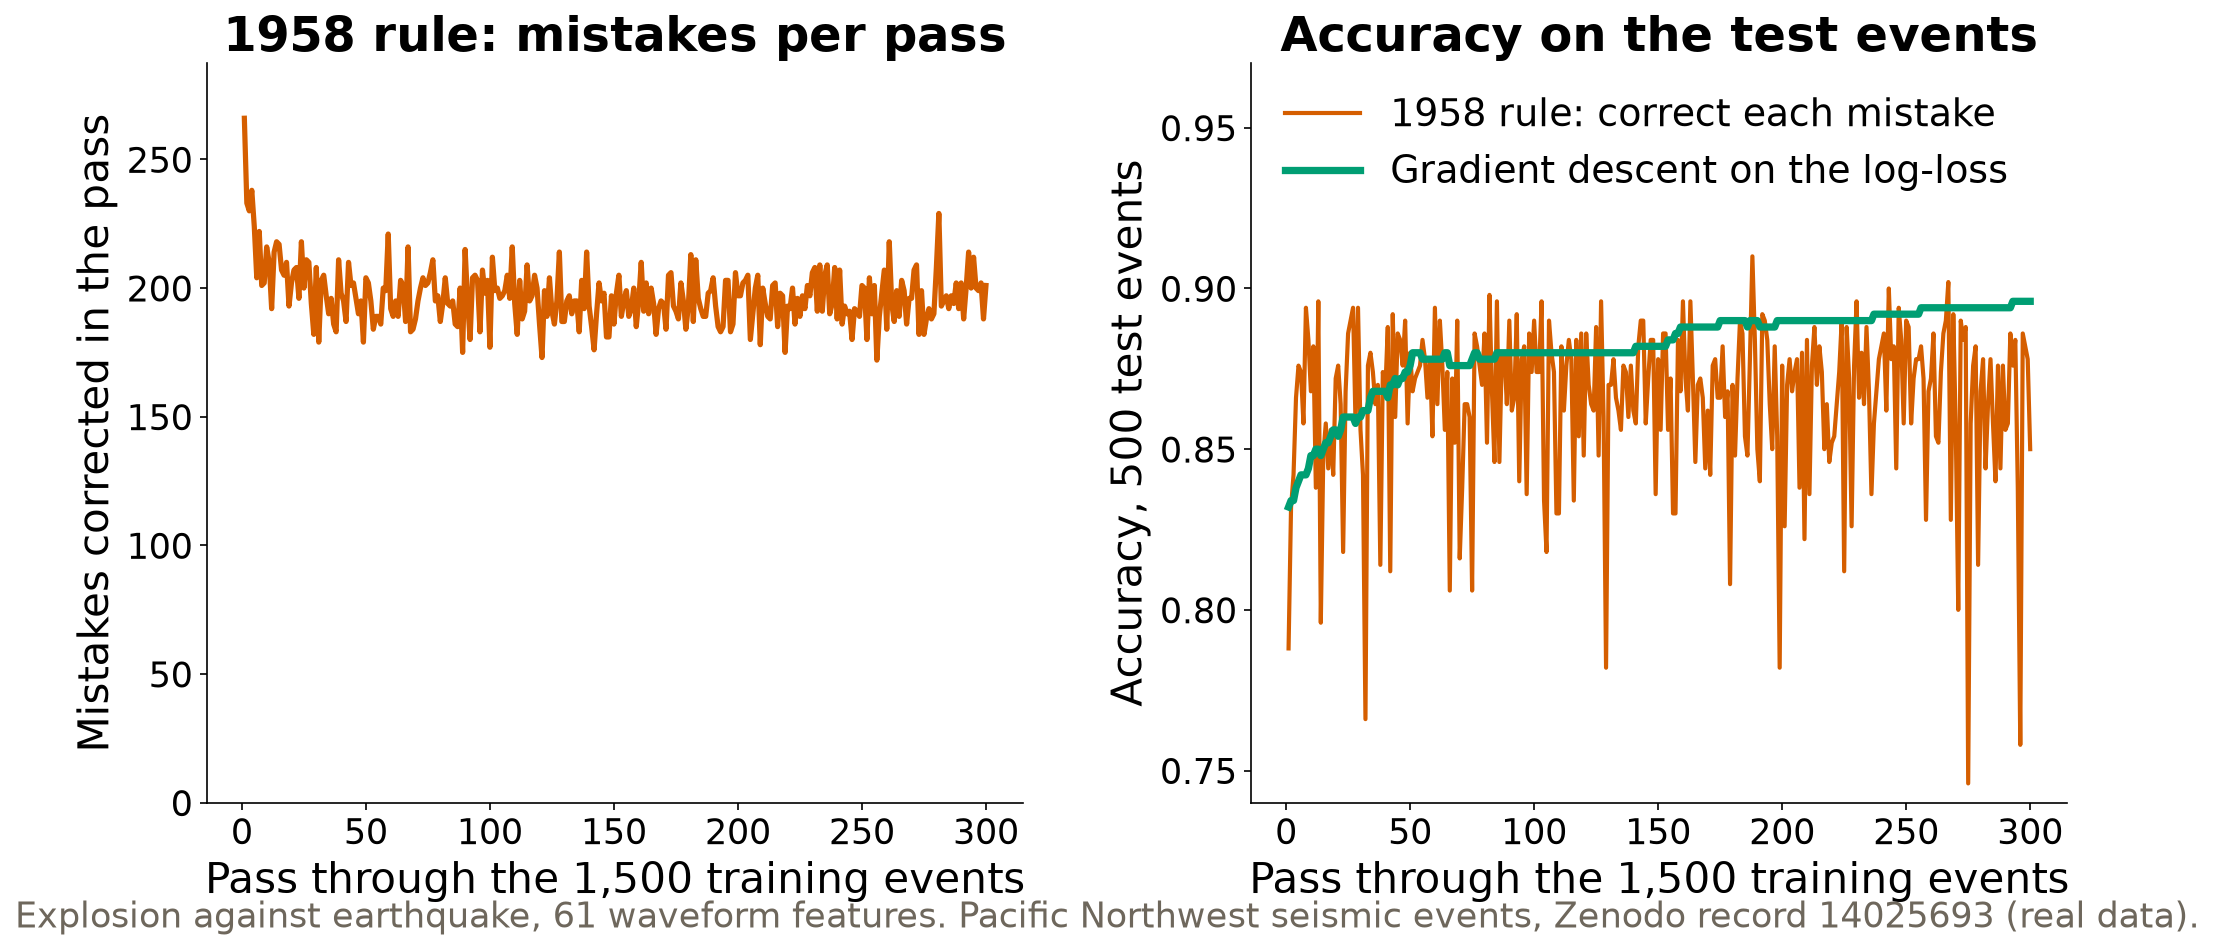 1958 rule: mistakes per pass
Mistakes corrected in the pass
250
200
150
100
50
0
0 50 100 150 200 250 300
Pass through the 1,500 training events
Accuracy on the test events
1958 rule: correct each mistake
Gradient descent on the log-loss
Accuracy, 500 test events
0.95
0.90
0.85
0.80
0.75
0 50 100 150 200 250 300
Pass through the 1,500 training events
Explosion against earthquake, 61 waveform features. Pacific Northwest seismic events, Zenodo record 14025693 (real data).